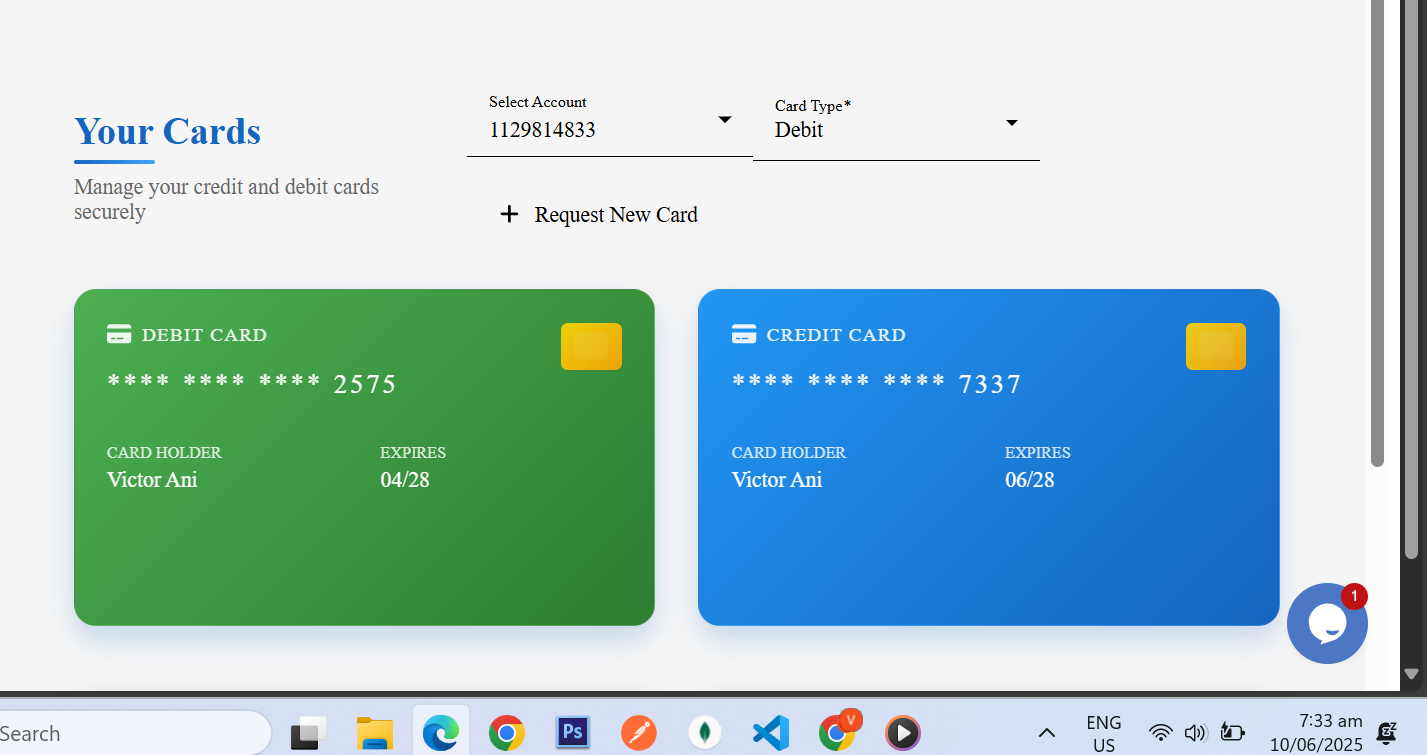 Your Cards
Manage your credit and debit cards
securely
Select Account
1129814833
Card Type*
Debit
+ Request New Card
DEBIT CARD
**** **** **** 2575
CARD HOLDER
Victor Ani
EXPIRES
04/28
CREDIT CARD
**** **** **** 7337
CARD HOLDER
Victor Ani
EXPIRES
06/28
1
Search
Ps
V
ENG
US
7:33 am
10/06/2025